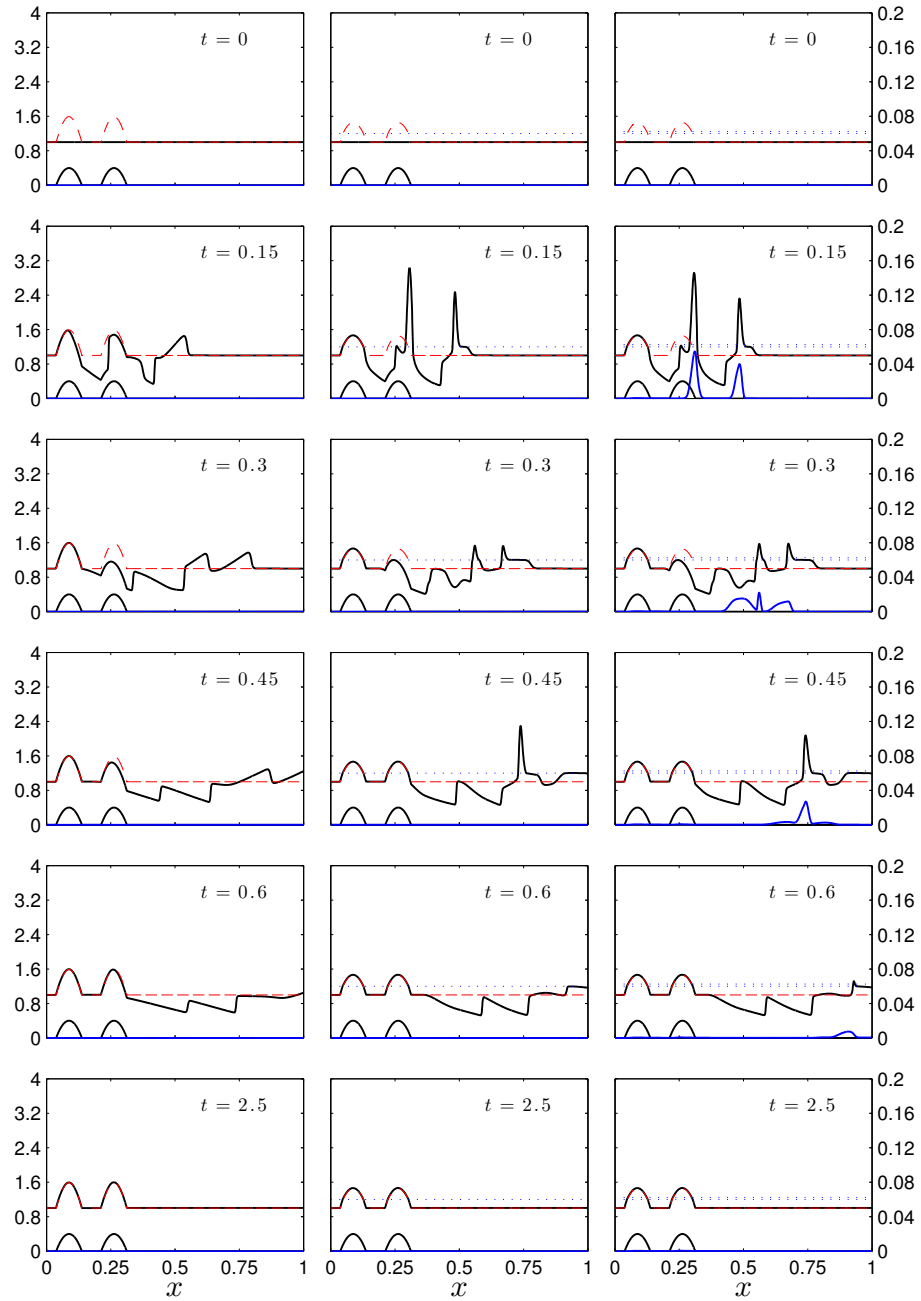 4 3.2 2.4 1.6 0.8 0 t = 0 t = 0 t = 0 0.2 0.16 0.12 0.08 0.04 0
4 3.2 2.4 1.6 0.8 0 t = 0.15 t = 0.15 t = 0.15 0.2 0.16 0.12 0.08 0.04 0
4 3.2 2.4 1.6 0.8 0 t = 0.3 t = 0.3 t = 0.3 0.2 0.16 0.12 0.08 0.04 0
4 3.2 2.4 1.6 0.8 0 t = 0.45 t = 0.45 t = 0.45 0.2 0.16 0.12 0.08 0.04 0
4 3.2 2.4 1.6 0.8 0 t = 0.6 t = 0.6 t = 0.6 0.2 0.16 0.12 0.08 0.04 0
4 3.2 2.4 1.6 0.8 0 t = 2.5 t = 2.5 t = 2.5 0.2 0.16 0.12 0.08 0.04 0
0 0.25 0.5 0.75 1 0 0.25 0.5 0.75 1 0 0.25 0.5 0.75 1
x x x